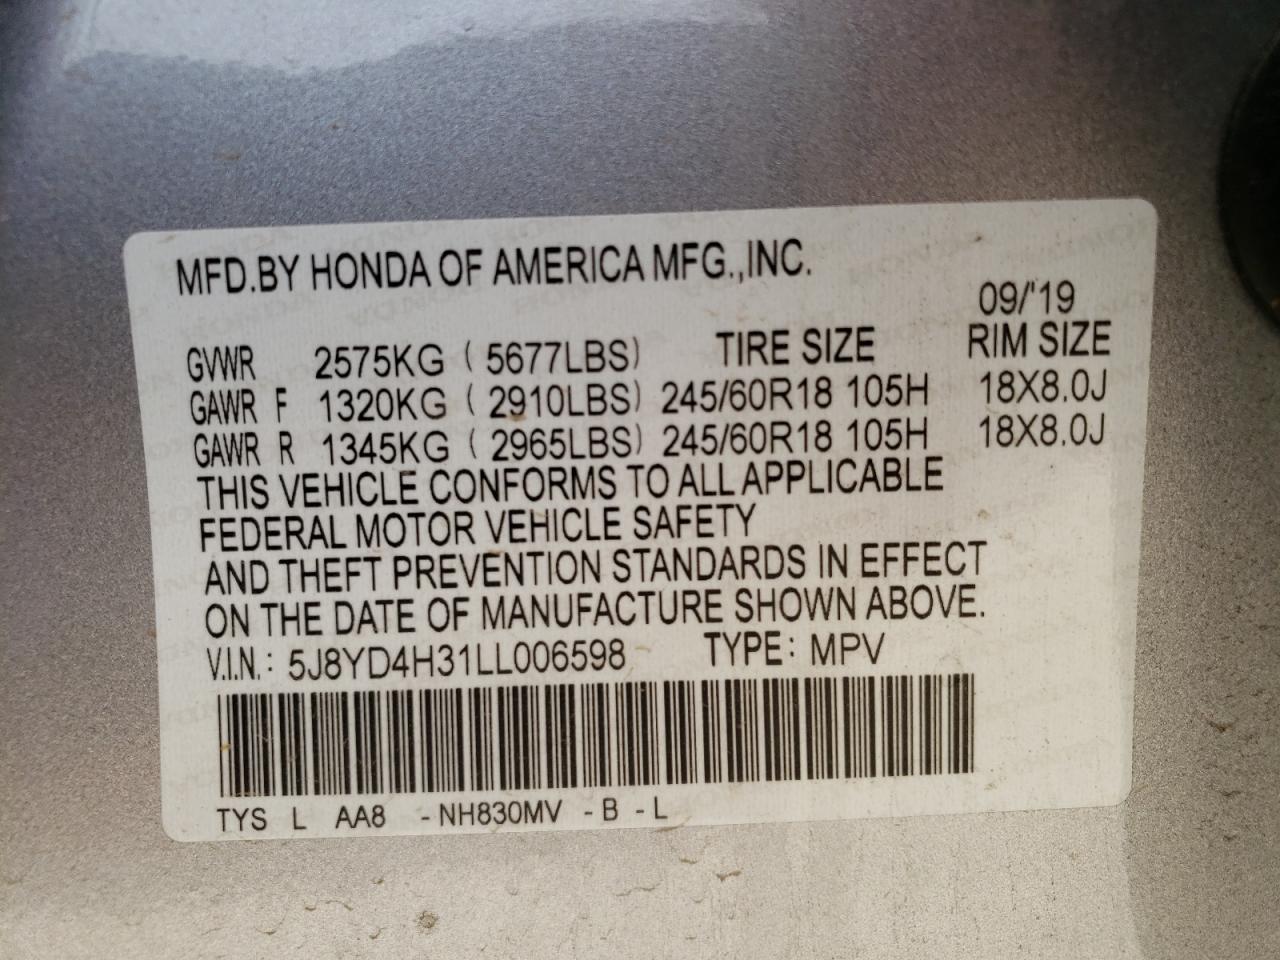 MFD.BY HONDA OF AMERICA MFG.,INC.
09/'19
GVWR 2575KG ( 5677LBS) TIRE SIZE RIM SIZE
GAWR F 1320KG ( 2910LBS) 245/60R18 105H 18X8.0J
GAWR R 1345KG ( 2965LBS) 245/60R18 105H 18X8.0J
THIS VEHICLE CONFORMS TO ALL APPLICABLE
FEDERAL MOTOR VEHICLE SAFETY
AND THEFT PREVENTION STANDARDS IN EFFECT
ON THE DATE OF MANUFACTURE SHOWN ABOVE.
V.I.N.: 5J8YD4H31LL006598 TYPE: MPV
TYS L AA8 -NH830MV -B -L